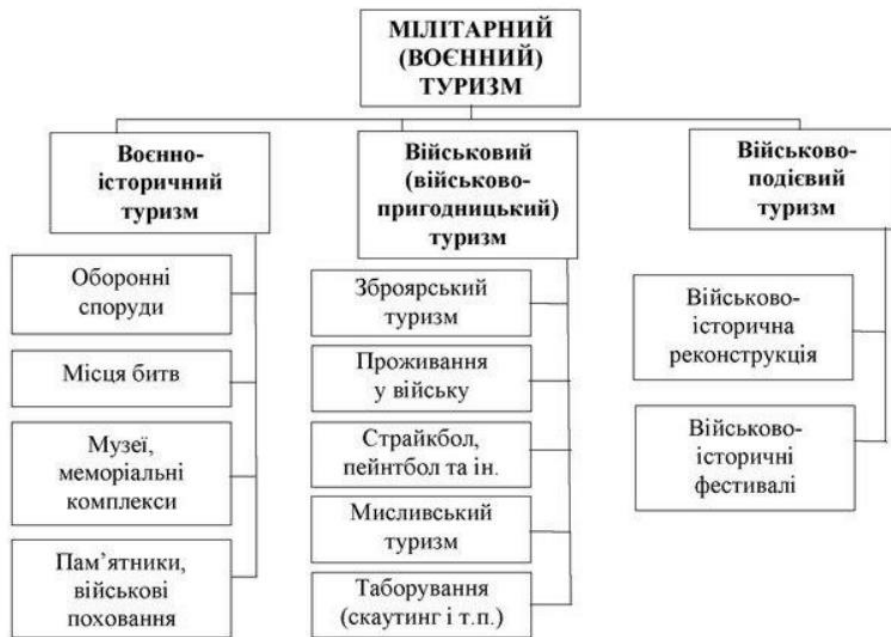 МІЛІТАРНИЙ
(ВОЄННИЙ)
ТУРИЗМ
Воєнно-
історичний
туризм
Оборонні
споруди
Місця битв
Музеї,
меморіальні
комплекси
Пам’ятники,
військові
поховання
Військовий
(військово-
пригодницький)
туризм
Зброярський
туризм
Проживання
у війську
Страйкбол,
пейнтбол та ін.
Мисливський
туризм
Таборування
(скаутинг і т.п.)
Військово-
подієвий
туризм
Військово-
історична
реконструкція
Військово-
історичні
фестивалі